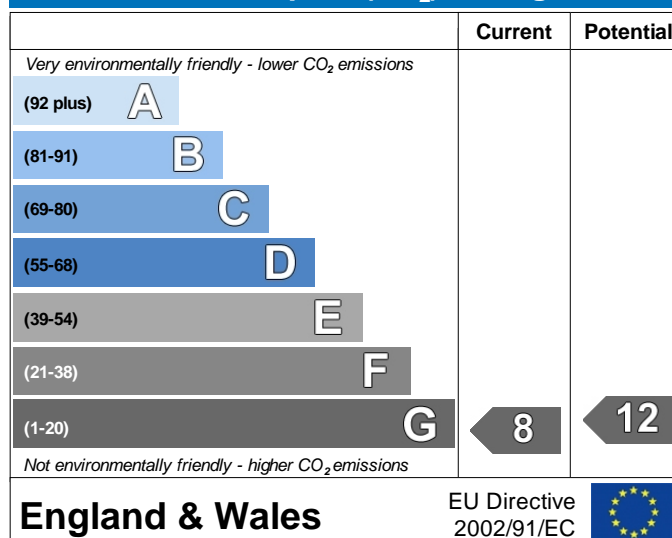 Current Potential
Very environmentally friendly - lower CO₂ emissions
(92 plus) A
(81-91) B
(69-80) C
(55-68) D
(39-54) E
(21-38) F
(1-20) G 8 12
Not environmentally friendly - higher CO₂ emissions
England & Wales
EU Directive
2002/91/EC